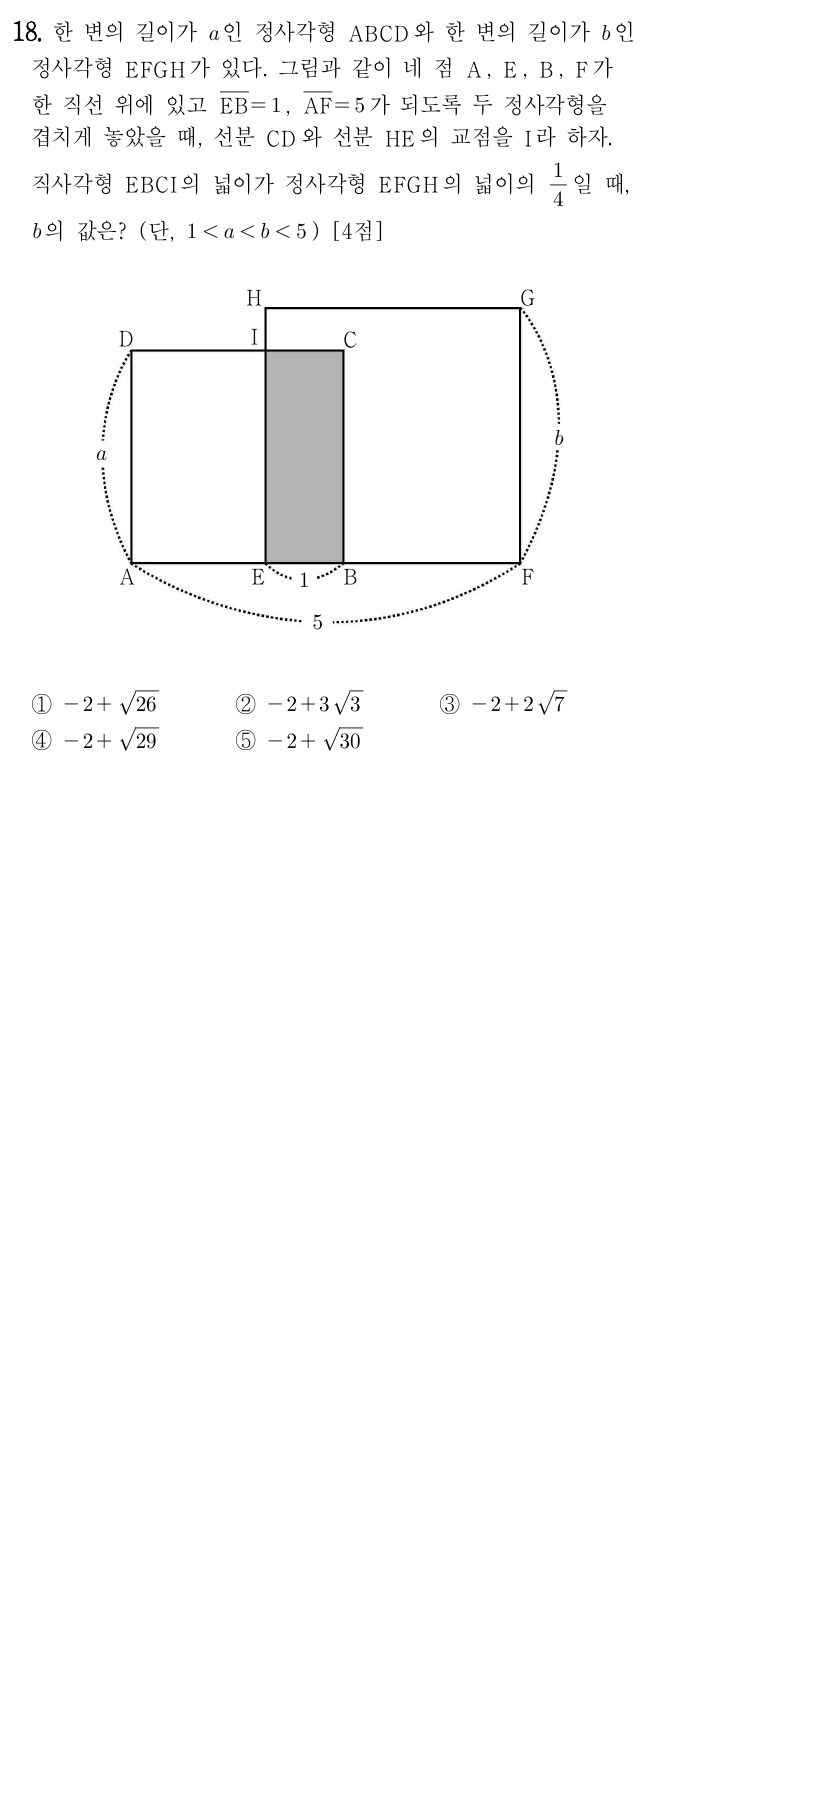 18. 한 변의 길이가 a인 정사각형 ABCD와 한 변의 길이가 b인
정사각형 EFGH가 있다. 그림과 같이 네 점 A, E, B, F가
한 직선 위에 있고 $\overline{EB}$=1, $\overline{AF}$=5가 되도록 두 정사각형을
겹치게 놓았을 때, 선분 CD와 선분 HE의 교점을 I라 하자.
직사각형 EBCI의 넓이가 정사각형 EFGH의 넓이의 $\frac{1}{4}$일 때,
b의 값은? (단, 1<a<b<5) [4점]
H G
D I C
b
a
A E 1 B F
5
① −2+√26 ② −2+3√3 ③ −2+2√7
④ −2+√29 ⑤ −2+√30